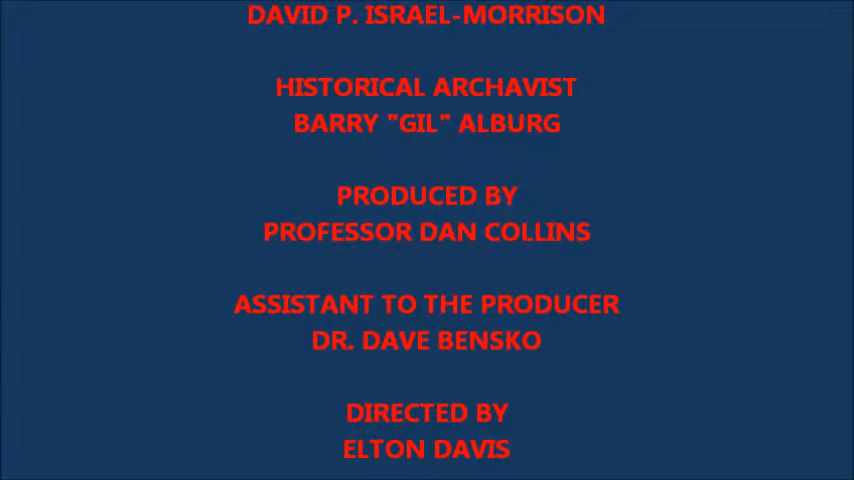 DAVID P. ISRAEL-MORRISON
HISTORICAL ARCHAVIST
BARRY "GIL" ALBURG
PRODUCED BY
PROFESSOR DAN COLLINS
ASSISTANT TO THE PRODUCER
DR. DAVE BENSKO
DIRECTED BY
ELTON DAVIS